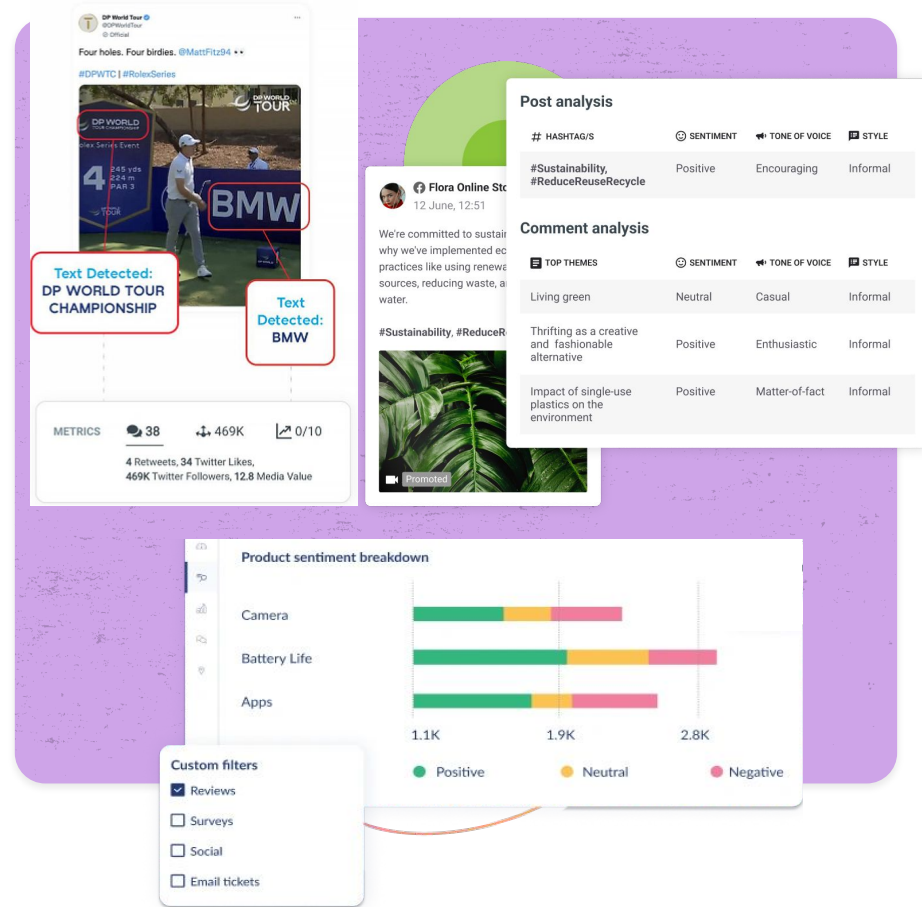 DP World Tour
@DPWorldTour
Official
Four holes. Four birdies. @MattFitz94
#DPWTC | #RolexSeries
DP WORLD
TOUR
DP WORLD
TOUR CHAMPIONSHIP
olex Series Event
4
245 yds
224 m
PAR 3
TOUR
BMW
Text Detected:
DP WORLD TOUR
CHAMPIONSHIP
Text
Detected:
BMW
METRICS
38
469K
0/10
4 Retweets, 34 Twitter Likes,
469K Twitter Followers, 12.8 Media Value
Flora Online Sto
12 June, 12:51
We're committed to sustain
why we've implemented ec
practices like using renewa
sources, reducing waste, a
water.
#Sustainability, #ReduceR
Promoted
Post analysis
# HASHTAG/S SENTIMENT TONE OF VOICE STYLE
#Sustainability, Positive Encouraging Informal
#ReduceReuseRecycle
Comment analysis
TOP THEMES SENTIMENT TONE OF VOICE STYLE
Living green Neutral Casual Informal
Thrifting as a creative
and fashionable Positive Enthusiastic Informal
alternative
Impact of single-use Positive Matter-of-fact Informal
plastics on the
environment
Product sentiment breakdown
Camera
Battery Life
Apps
1.1K 1.9K 2.8K
Positive Neutral Negative
Custom filters
Reviews
Surveys
Social
Email tickets